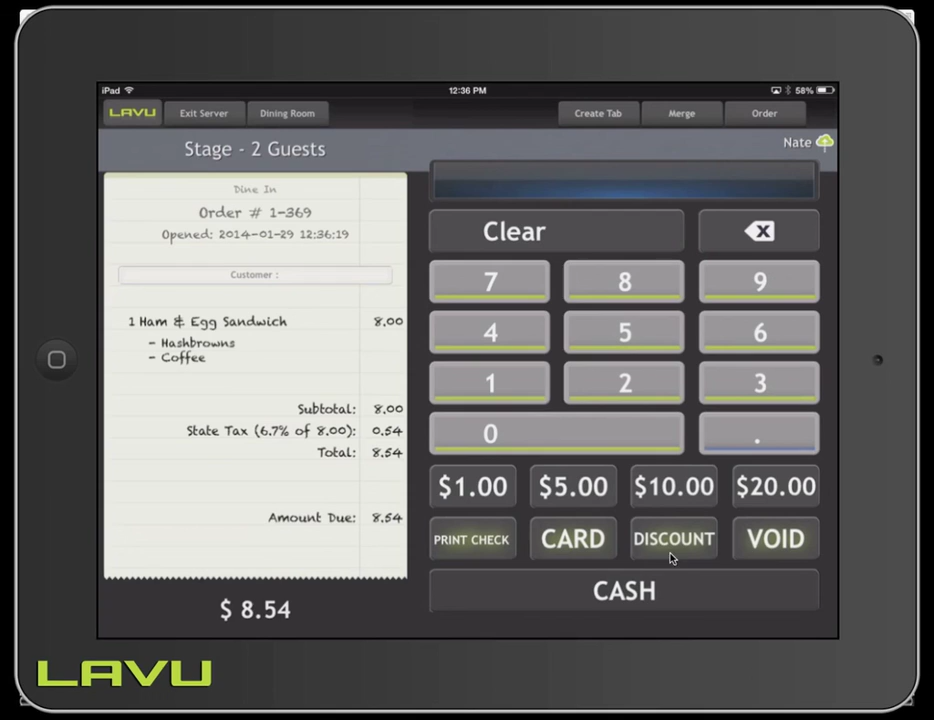 iPad 12:36 PM 58%
LAVU Exit Server Dining Room Create Tab Merge Order
Stage - 2 Guests Nate
Dine In
Order # 1-369
Opened: 2014-01-29 12:36:19
Customer :
1 Ham & Egg Sandwich 8.00
- Hashbrowns
- Coffee
Subtotal: 8.00
State Tax (6.7% of 8.00): 0.54
Total: 8.54
Amount Due: 8.54
$ 8.54
Clear
7 8 9
4 5 6
1 2 3
0 .
$1.00 $5.00 $10.00 $20.00
PRINT CHECK CARD DISCOUNT VOID
CASH
LAVU